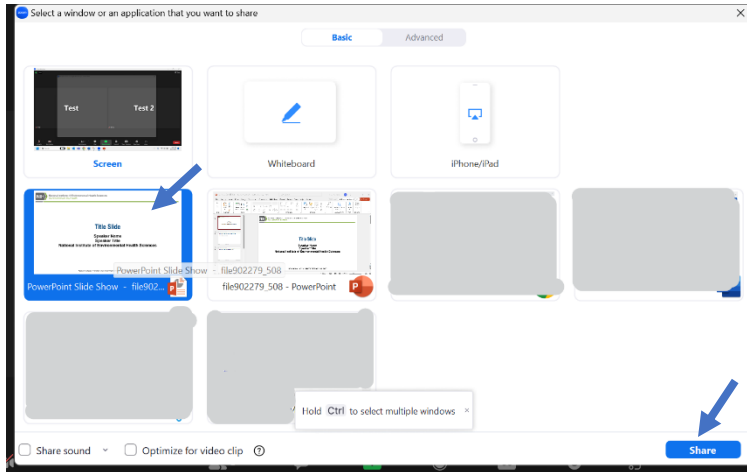 Select a window or an application that you want to share
Basic
Advanced
Test
Test 2
Screen
Whiteboard
iPhone/iPad
Title Slide
Speaker Name
Speaker Title
National Institute of Environmental Health Sciences
PowerPoint Slide Show - file902279_508
PowerPoint Slide Show - file902...
Title Slide
file902279_508 - PowerPoint
Hold Ctrl to select multiple windows
Share sound
Optimize for video clip
Share